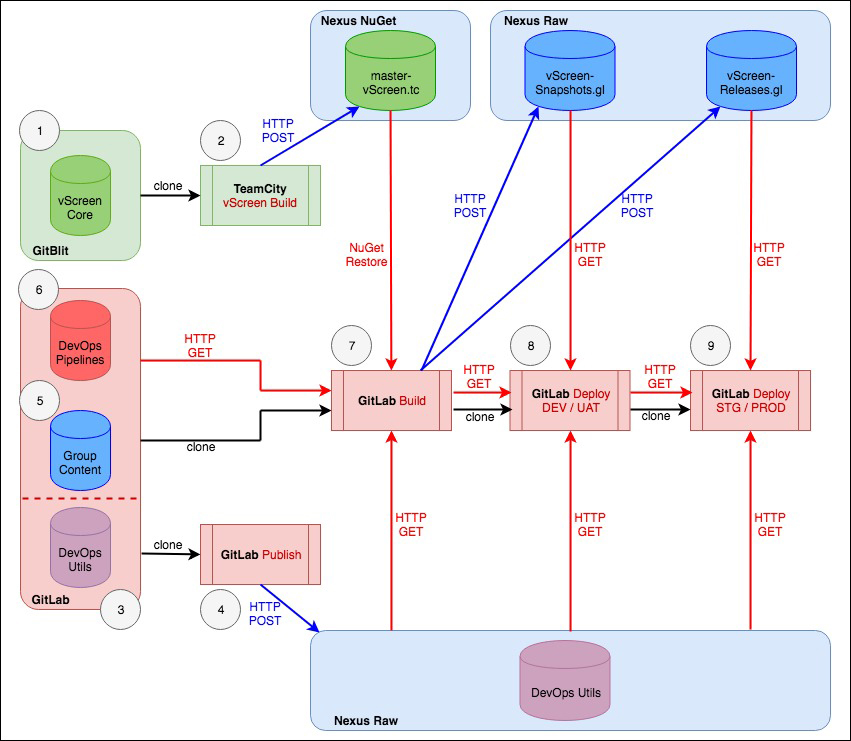 Nexus NuGet
master-
vScreen.tc
Nexus Raw
vScreen-
Snapshots.gl
vScreen-
Releases.gl
1
vScreen
Core
GitBlit
clone
2
TeamCity
vScreen Build
HTTP
POST
NuGet
Restore
HTTP
POST
HTTP
GET
HTTP
POST
HTTP
GET
6
DevOps
Pipelines
HTTP
GET
5
Group
Content
clone
7
GitLab Build
HTTP
GET
clone
8
GitLab Deploy
DEV / UAT
HTTP
GET
clone
9
GitLab Deploy
STG / PROD
DevOps
Utils
GitLab
3
clone
GitLab Publish
4
HTTP
POST
HTTP
GET
HTTP
GET
HTTP
GET
DevOps Utils
Nexus Raw